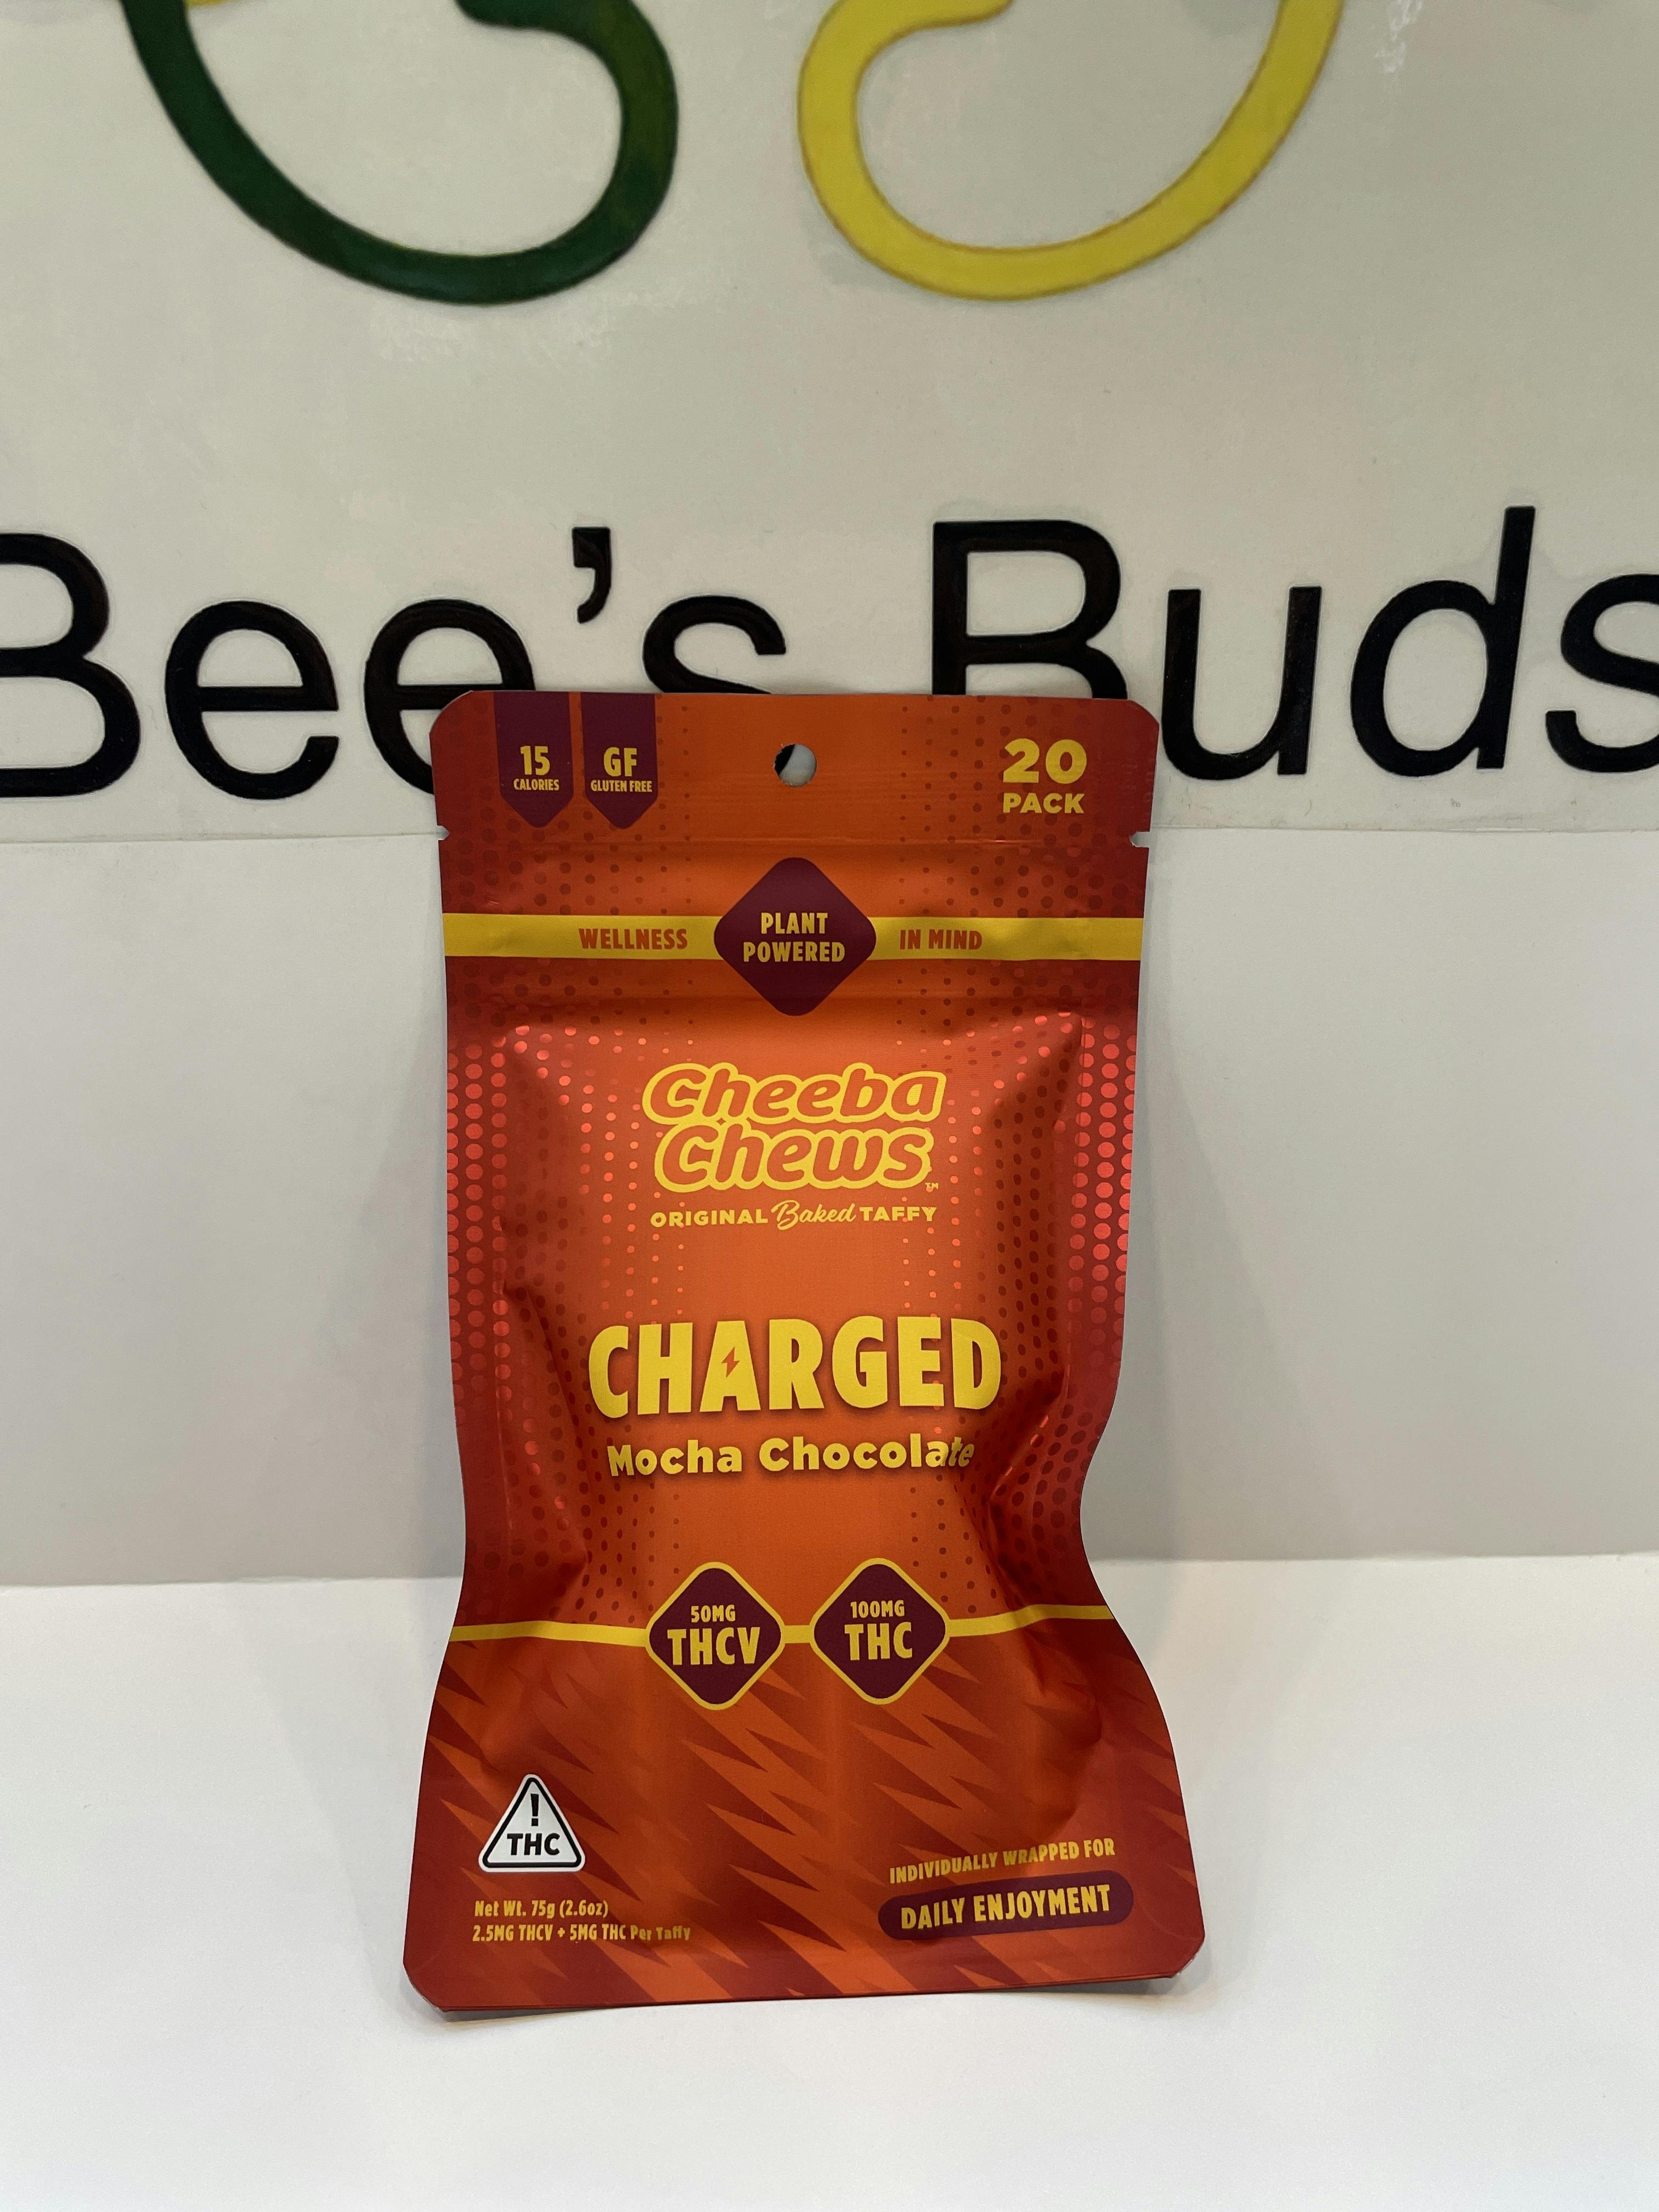 Bee's Buds
15
CALORIES
GF
GLUTEN FREE
20
PACK
WELLNESS
PLANT
POWERED
IN MIND
Cheeba
Chews™
ORIGINAL Baked TAFFY
CHARGED
Mocha Chocolate
50MG
THCV
100MG
THC
!
THC
Net Wt. 75g (2.6oz)
2.5MG THCV + 5MG THC Per Taffy
INDIVIDUALLY WRAPPED FOR
DAILY ENJOYMENT